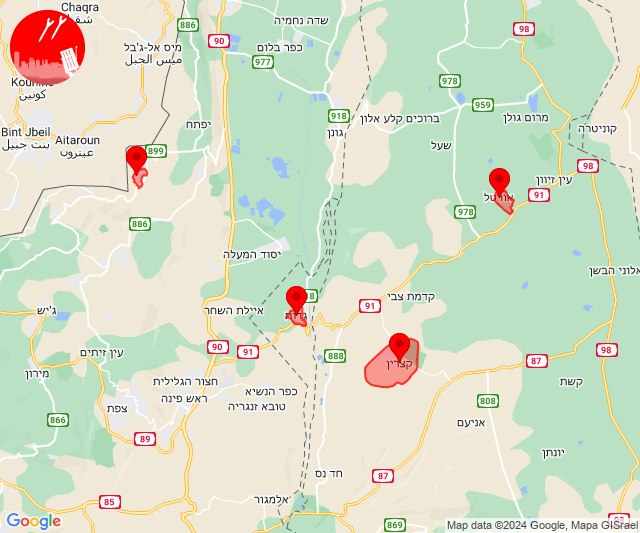 Chaqra
شقرا
886
98
שדה נחמיה
90
מיס אל-ג'בל
ميس الجبل
כפר בלום
977
978
כונין
959
918
ברוכים קלע אלון
מרום גולן
Bint Jbeil
بنت جبيل
Aitaroun
عيترون
יפתח
גונן
קוניטרה
899
שעל
98
עין זיוון
91
אורטל
978
886
יסוד המעלה
אלוני הבשן
קדמת צבי
91
ג'יש
איילת השחר
גדות
90
91
888
קצרין
87
98
עין זיתים
מירון
חצור הגלילית
ראש פינה
קשת
כפר הנשיא
טובא זנגריה
צפת
808
866
אניעם
89
יונתן
חד נס
87
85
אלמגור
869
Google
Map data ©2024 Google, Mapa GISrael